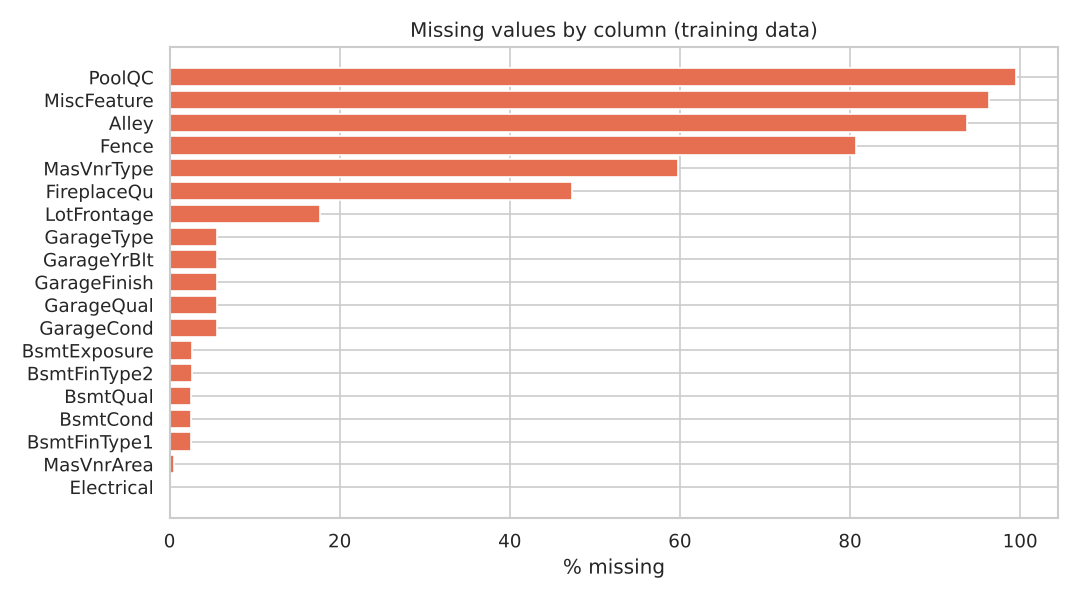 Missing values by column (training data)
PoolQC
MiscFeature
Alley
Fence
MasVnrType
FireplaceQu
LotFrontage
GarageType
GarageYrBlt
GarageFinish
GarageQual
GarageCond
BsmtExposure
BsmtFinType2
BsmtQual
BsmtCond
BsmtFinType1
MasVnrArea
Electrical
0 20 40 60 80 100
% missing